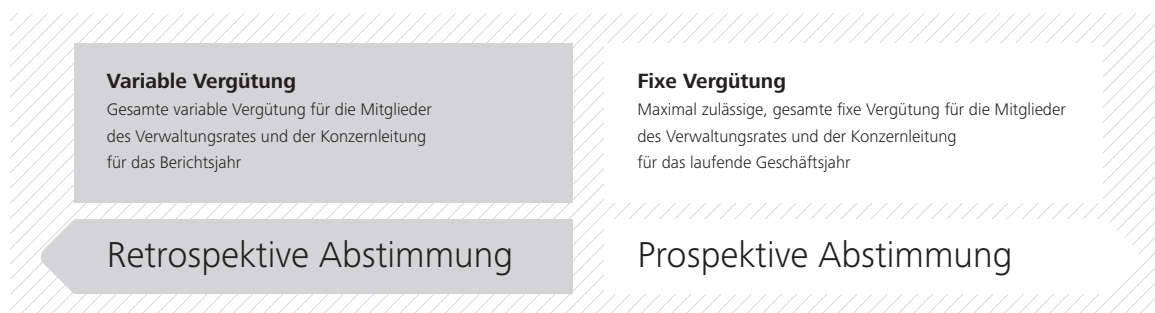 Variable Vergütung
Gesamte variable Vergütung für die Mitglieder
des Verwaltungsrates und der Konzernleitung
für das Berichtsjahr
Retrospektive Abstimmung
Fixe Vergütung
Maximal zulässige, gesamte fixe Vergütung für die Mitglieder
des Verwaltungsrates und der Konzernleitung
für das laufende Geschäftsjahr
Prospektive Abstimmung